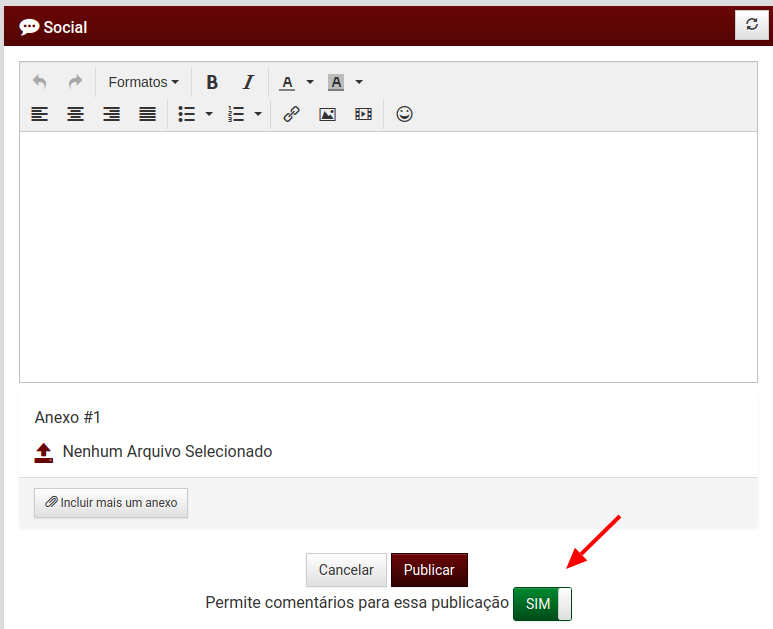 Social
Formatos B I A A
Anexo #1
Nenhum Arquivo Selecionado
Incluir mais um anexo
Cancelar Publicar
Permite comentários para essa publicação SIM